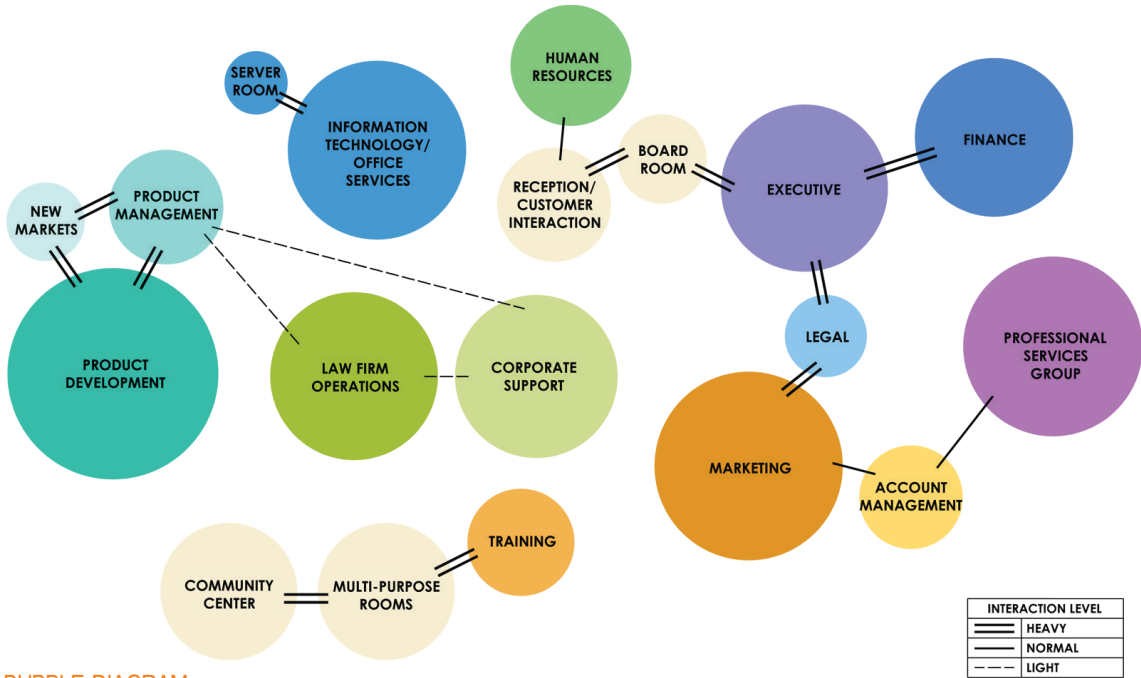 SERVER
ROOM
INFORMATION
TECHNOLOGY/
OFFICE
SERVICES
HUMAN
RESOURCES
RECEPTION/
CUSTOMER
INTERACTION
BOARD
ROOM
EXECUTIVE
FINANCE
NEW
MARKETS
PRODUCT
MANAGEMENT
PRODUCT
DEVELOPMENT
LAW FIRM
OPERATIONS
CORPORATE
SUPPORT
LEGAL
PROFESSIONAL
SERVICES
GROUP
MARKETING
ACCOUNT
MANAGEMENT
TRAINING
COMMUNITY
CENTER
MULTI-PURPOSE
ROOMS
INTERACTION LEVEL
HEAVY
NORMAL
LIGHT
BUBBLE DIAGRAM